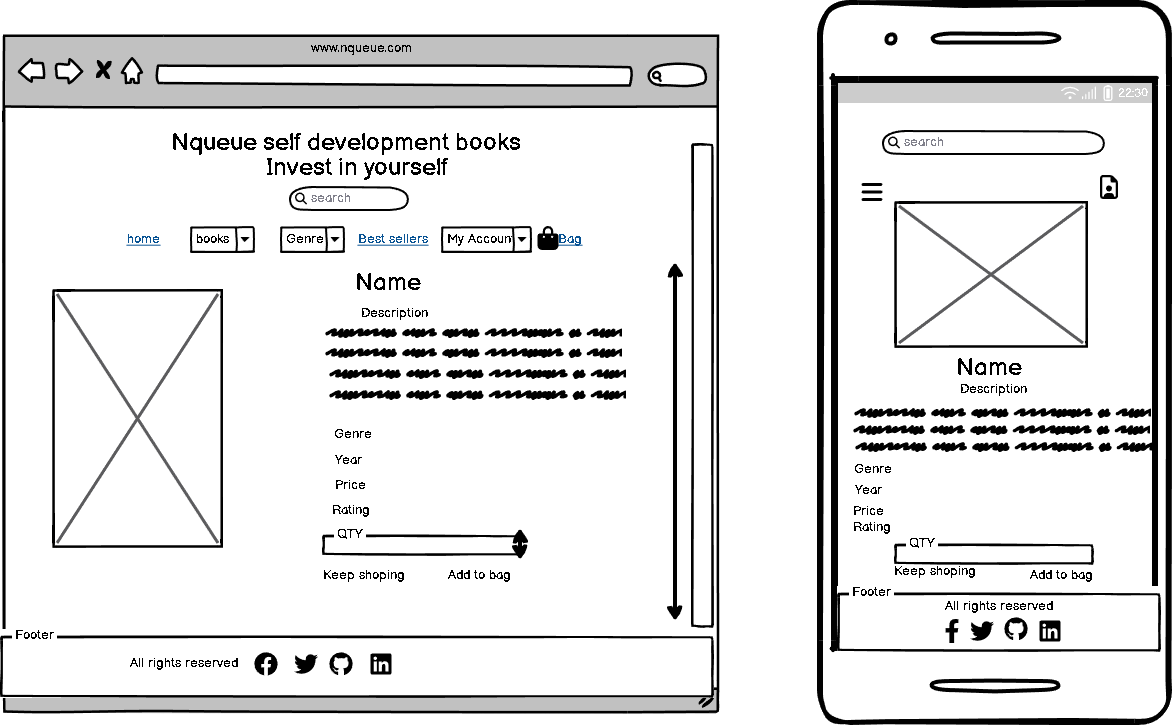 www.nqueue.com
Nqueue self development books
Invest in yourself
search
home books Genre Best sellers My Accoun Bag
Name
Description
Genre
Year
Price
Rating
QTY
Keep shoping Add to bag
Footer
All rights reserved
22:30
search
Name
Description
Genre
Year
Price
Rating
QTY
Keep shoping Add to bag
Footer
All rights reserved